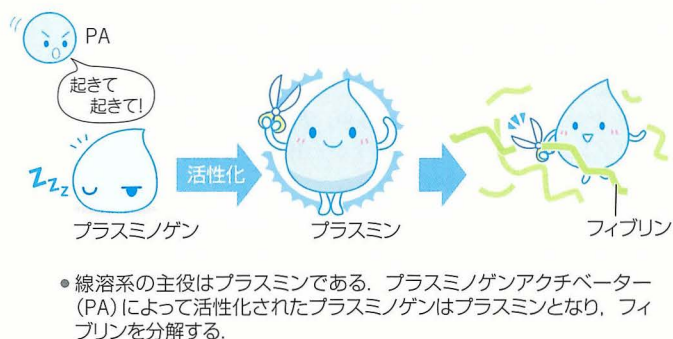 PA
起きて
起きて!
ZZZ
活性化
プラスミノゲン
プラスミン
フィブリン
● 線溶系の主役はプラスミンである．プラスミノゲンアクチベーター
(PA)によって活性化されたプラスミノゲンはプラスミンとなり，フィ
ブリンを分解する．